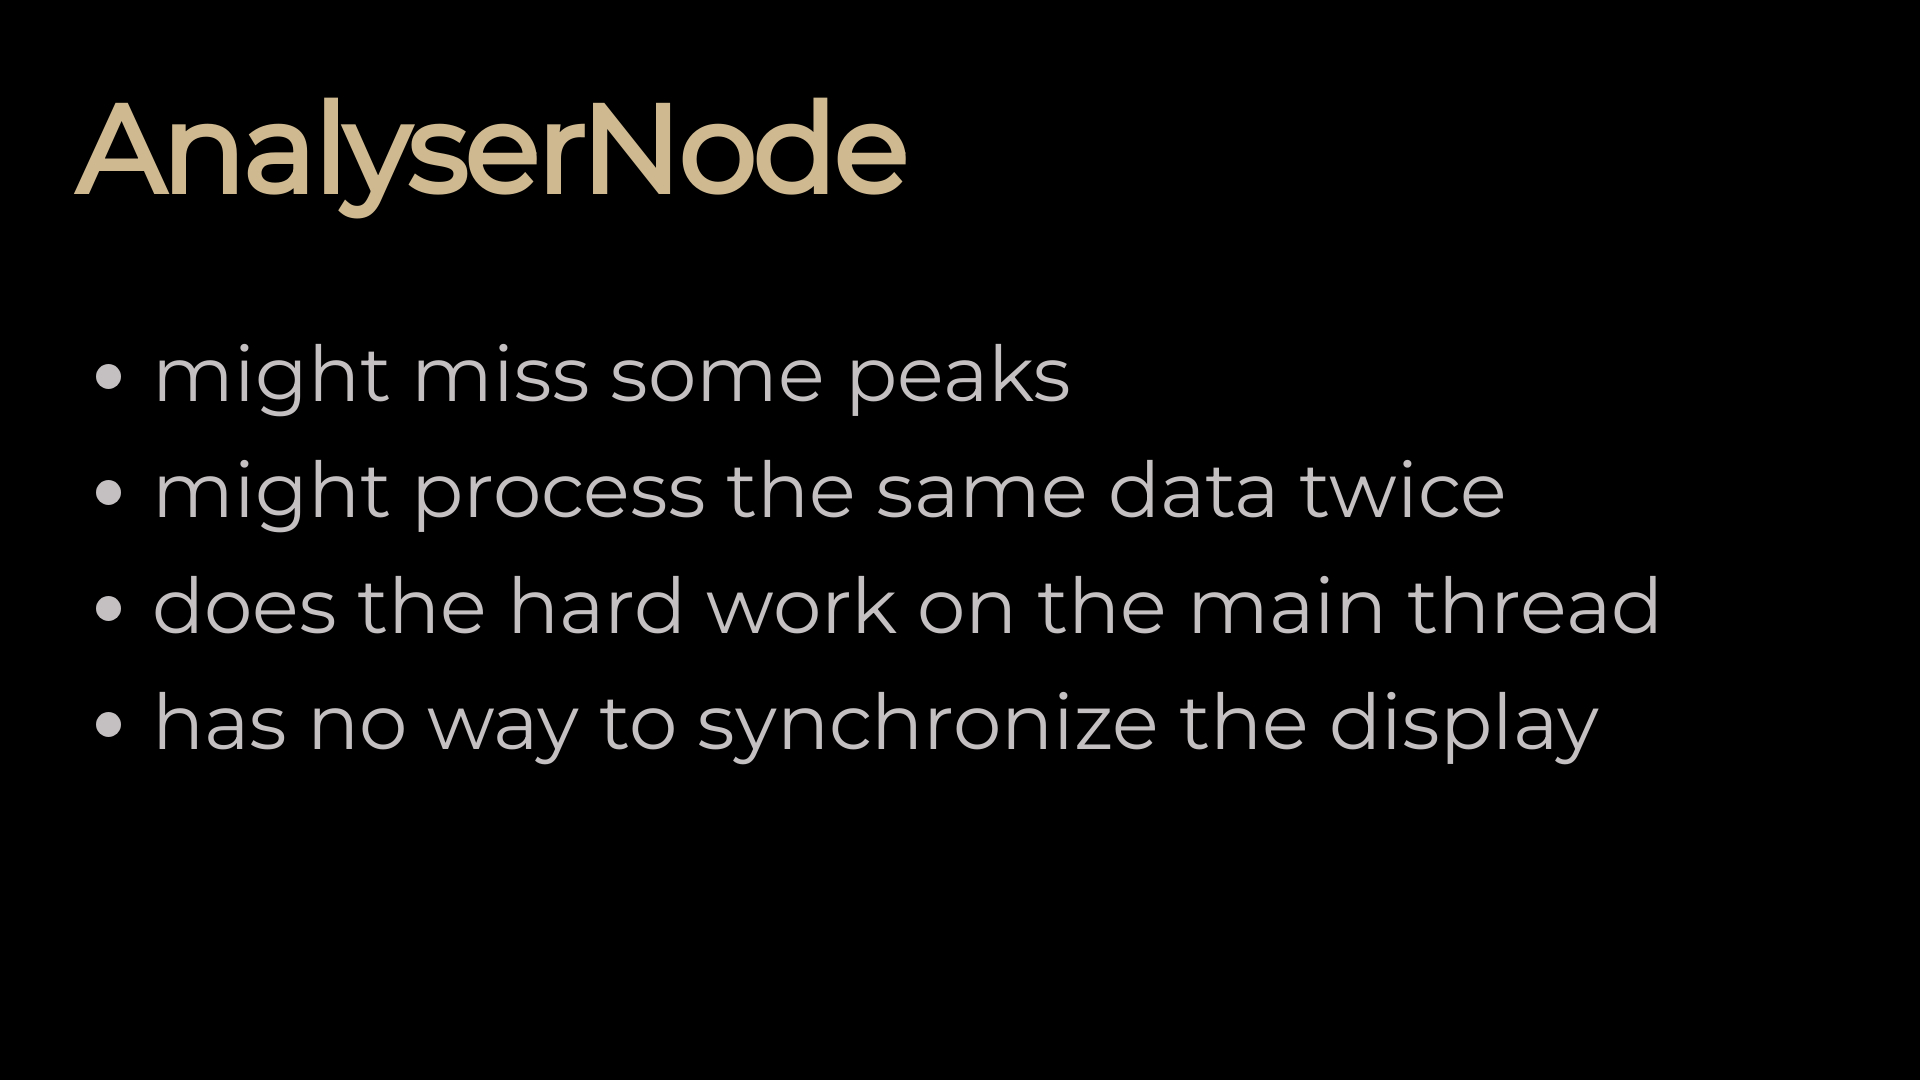 AnalyserNode
• might miss some peaks
• might process the same data twice
• does the hard work on the main thread
• has no way to synchronize the display